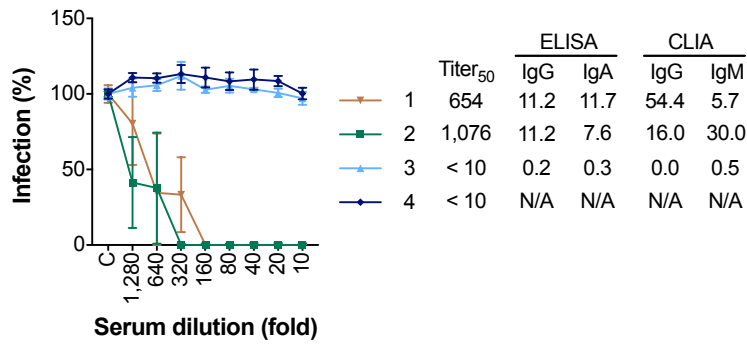 150
100
50
0
Infection (%)
C
1,280
640
320
160
80
40
20
10
Serum dilution (fold)
ELISA CLIA
Titer50 IgG IgA IgG IgM
1 654 11.2 11.7 54.4 5.7
2 1,076 11.2 7.6 16.0 30.0
3 < 10 0.2 0.3 0.0 0.5
4 < 10 N/A N/A N/A N/A